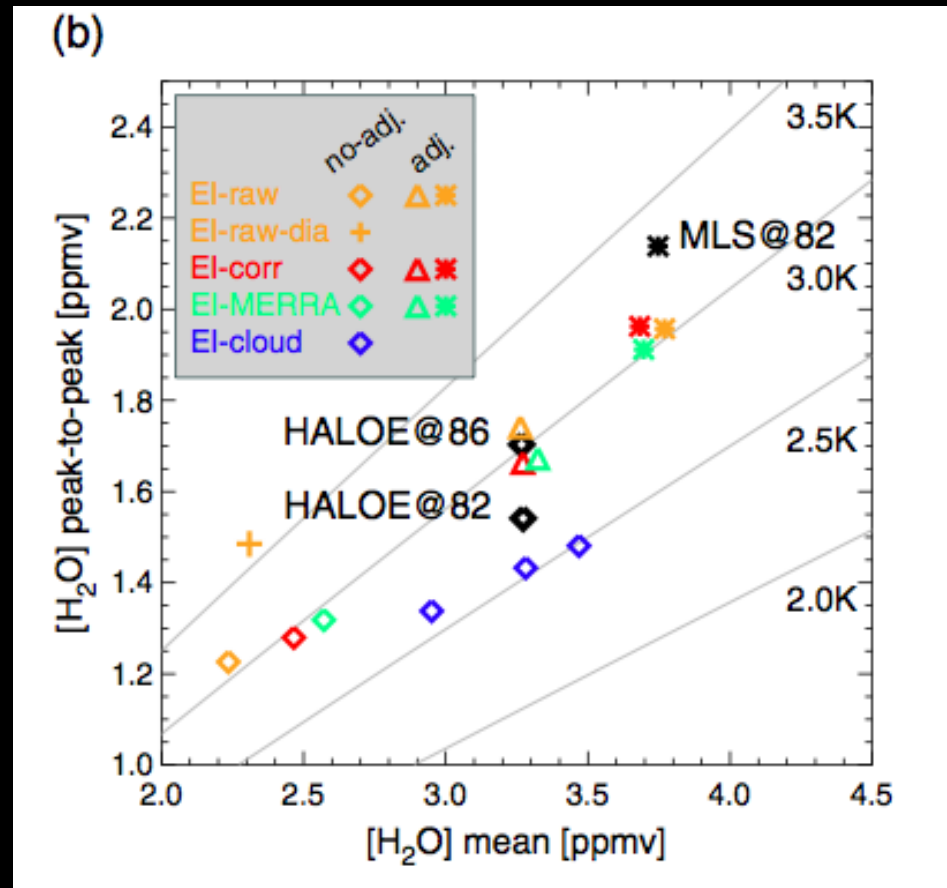 (b)
no-adj. adj.
EI-raw
EI-raw-dia
EI-corr
EI-MERRA
EI-cloud
3.5K
MLS@82
3.0K
HALOE@86
2.5K
HALOE@82
2.0K
[H2O] peak-to-peak [ppmv]
2.4
2.2
2.0
1.8
1.6
1.4
1.2
1.0
2.0 2.5 3.0 3.5 4.0 4.5
[H2O] mean [ppmv]